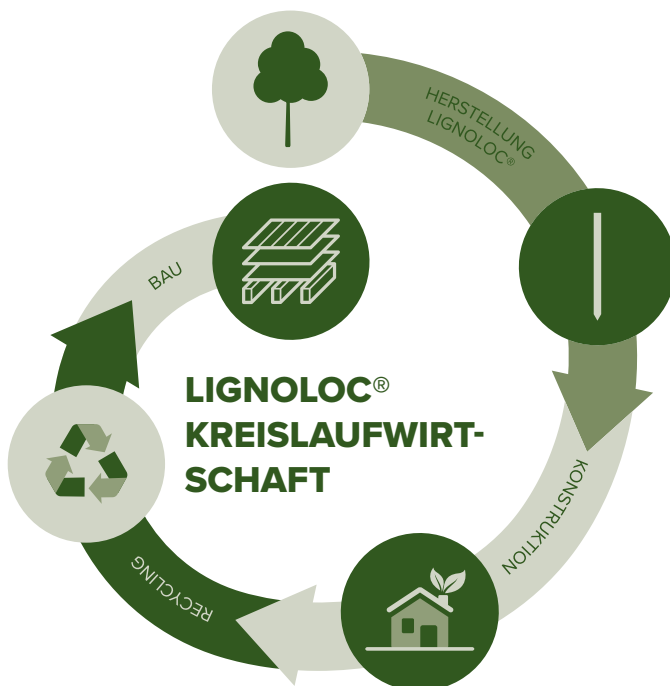 HERSTELLUNG
LIGNOLOC®
BAU
LIGNOLOC®
KREISLAUFWIRT-
SCHAFT
KONSTRUKTION
RECYCLING